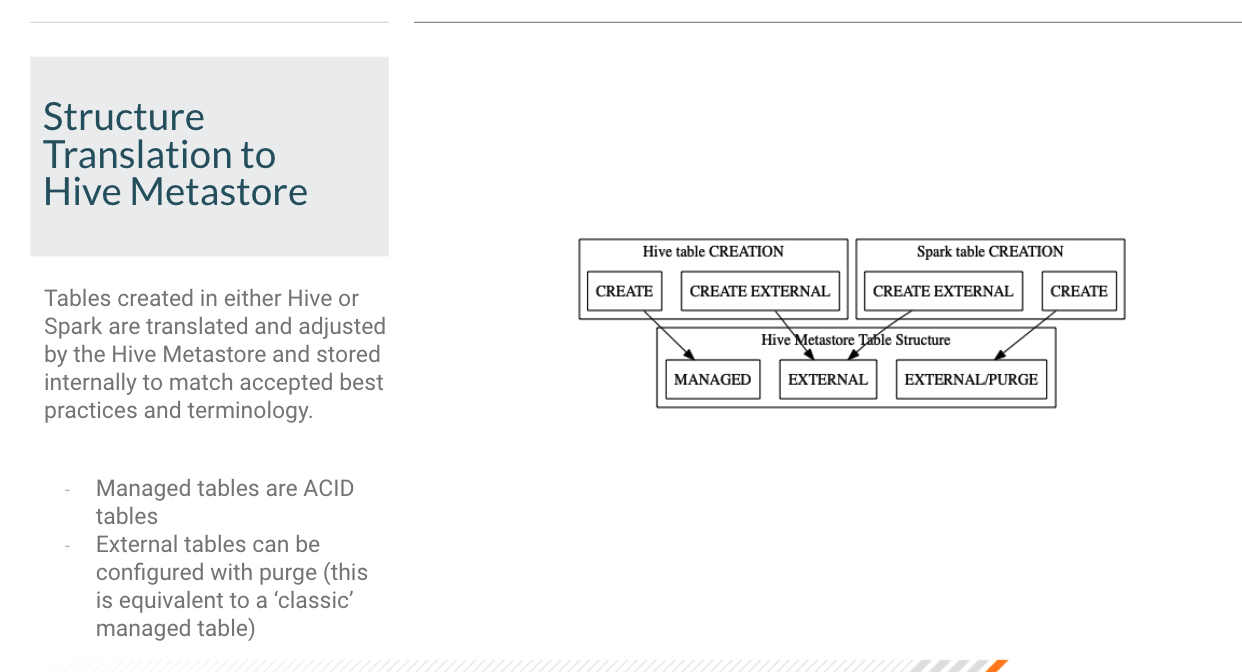 Structure
Translation to
Hive Metastore
Tables created in either Hive or
Spark are translated and adjusted
by the Hive Metastore and stored
internally to match accepted best
practices and terminology.
- Managed tables are ACID
tables
- External tables can be
configured with purge (this
is equivalent to a ‘classic’
managed table)
Hive table CREATION
CREATE
CREATE EXTERNAL
Spark table CREATION
CREATE EXTERNAL
CREATE
Hive Metastore Table Structure
MANAGED
EXTERNAL
EXTERNAL/PURGE